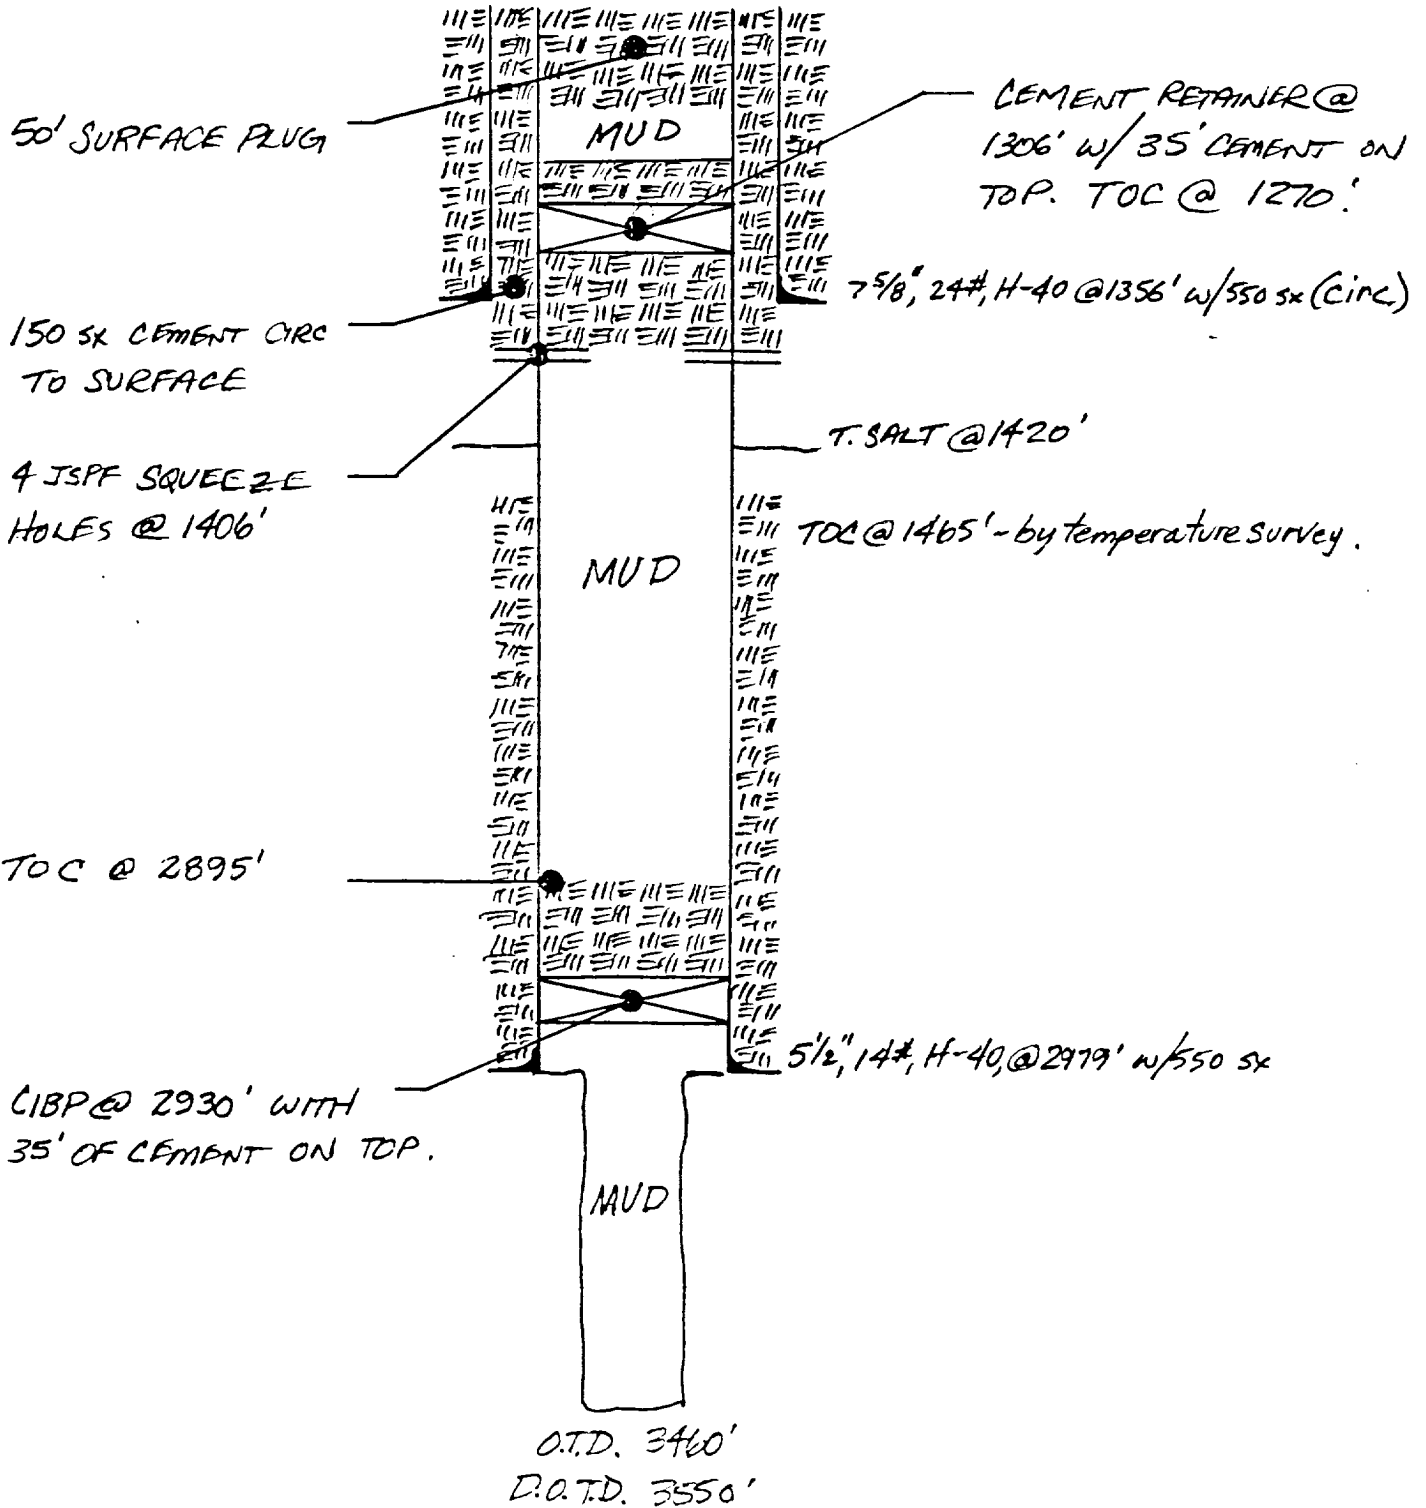 50' SURFACE PLUG
MUD
CEMENT RETAINER @
1306' W/ 35' CEMENT ON
TOP. TOC @ 1270'.
7 5/8", 24#, H-40 @ 1356' w/550 sx (Circ)
150 SX CEMENT CIRC
TO SURFACE
T. SALT @ 1420'
4 JSPF SQUEEZE
HOLES @ 1406'
TOC @ 1465' - by temperature survey.
MUD
TOC @ 2895'
5 1/2", 14#, H-40, @ 2979' w/550 sx
CIBP @ 2930' WITH
35' OF CEMENT ON TOP.
MUD
O.T.D. 3460'
D.O.T.D. 3550'